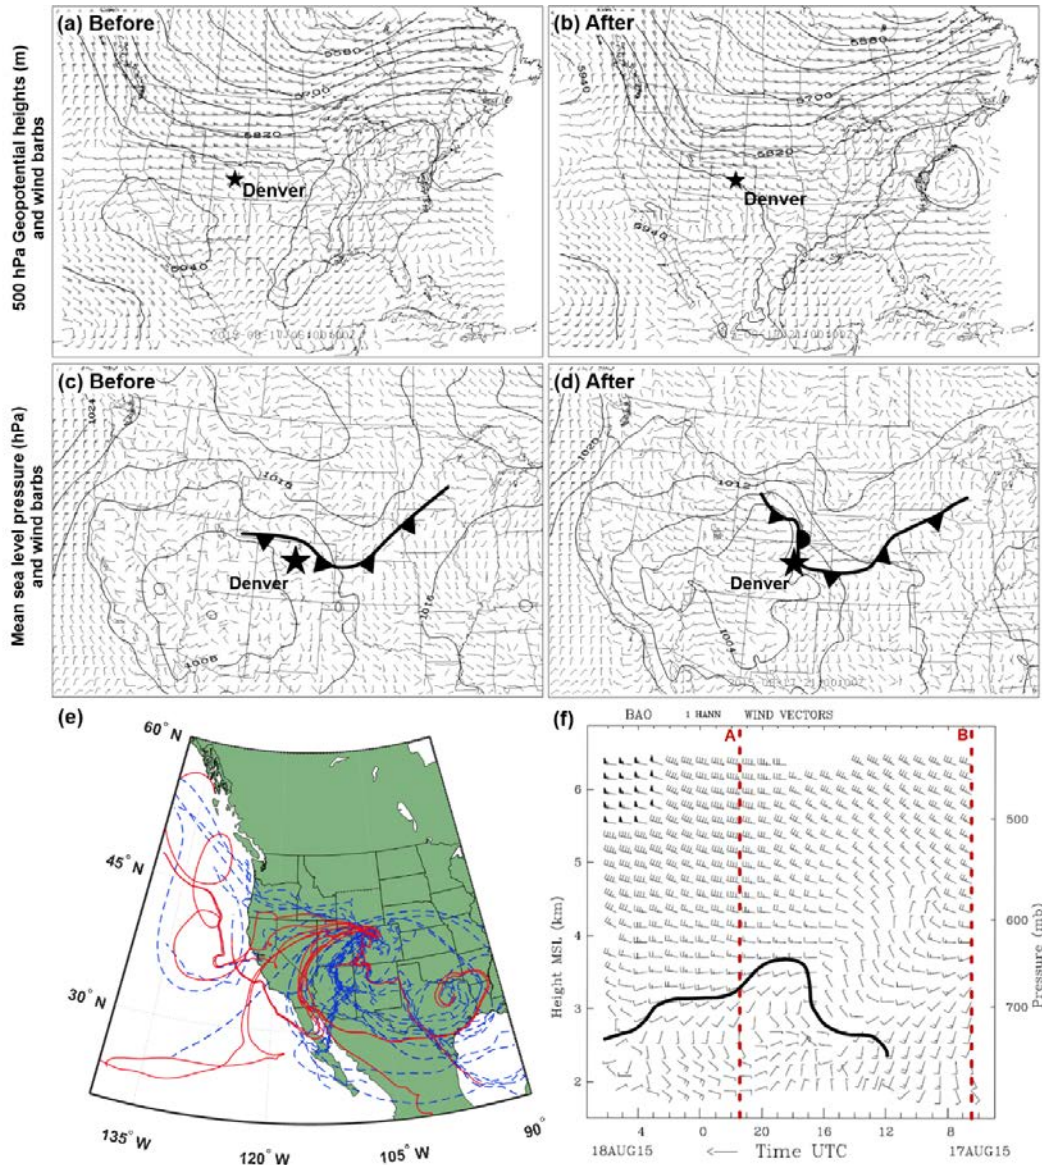 500 hPa Geopotential heights (m)
and wind barbs
(a) Before
5580
5700
5820
Denver
5940
(b) After
5940
5580
5700
5820
Denver
5940
Mean sea level pressure (hPa)
and wind barbs
(c) Before
1024
1016
Denver
1016
1008
(d) After
1020
1012
Denver
1004
(e)
60° N
45° N
30° N
135° W
120° W
105° W
90°
(f)
BAO 1 HANN WIND VECTORS
A
B
6
5
4
3
2
Height MSL (km)
500
600
700
Pressure (mb)
4 0 20 16 12 8
18AUG15 Time UTC 17AUG15